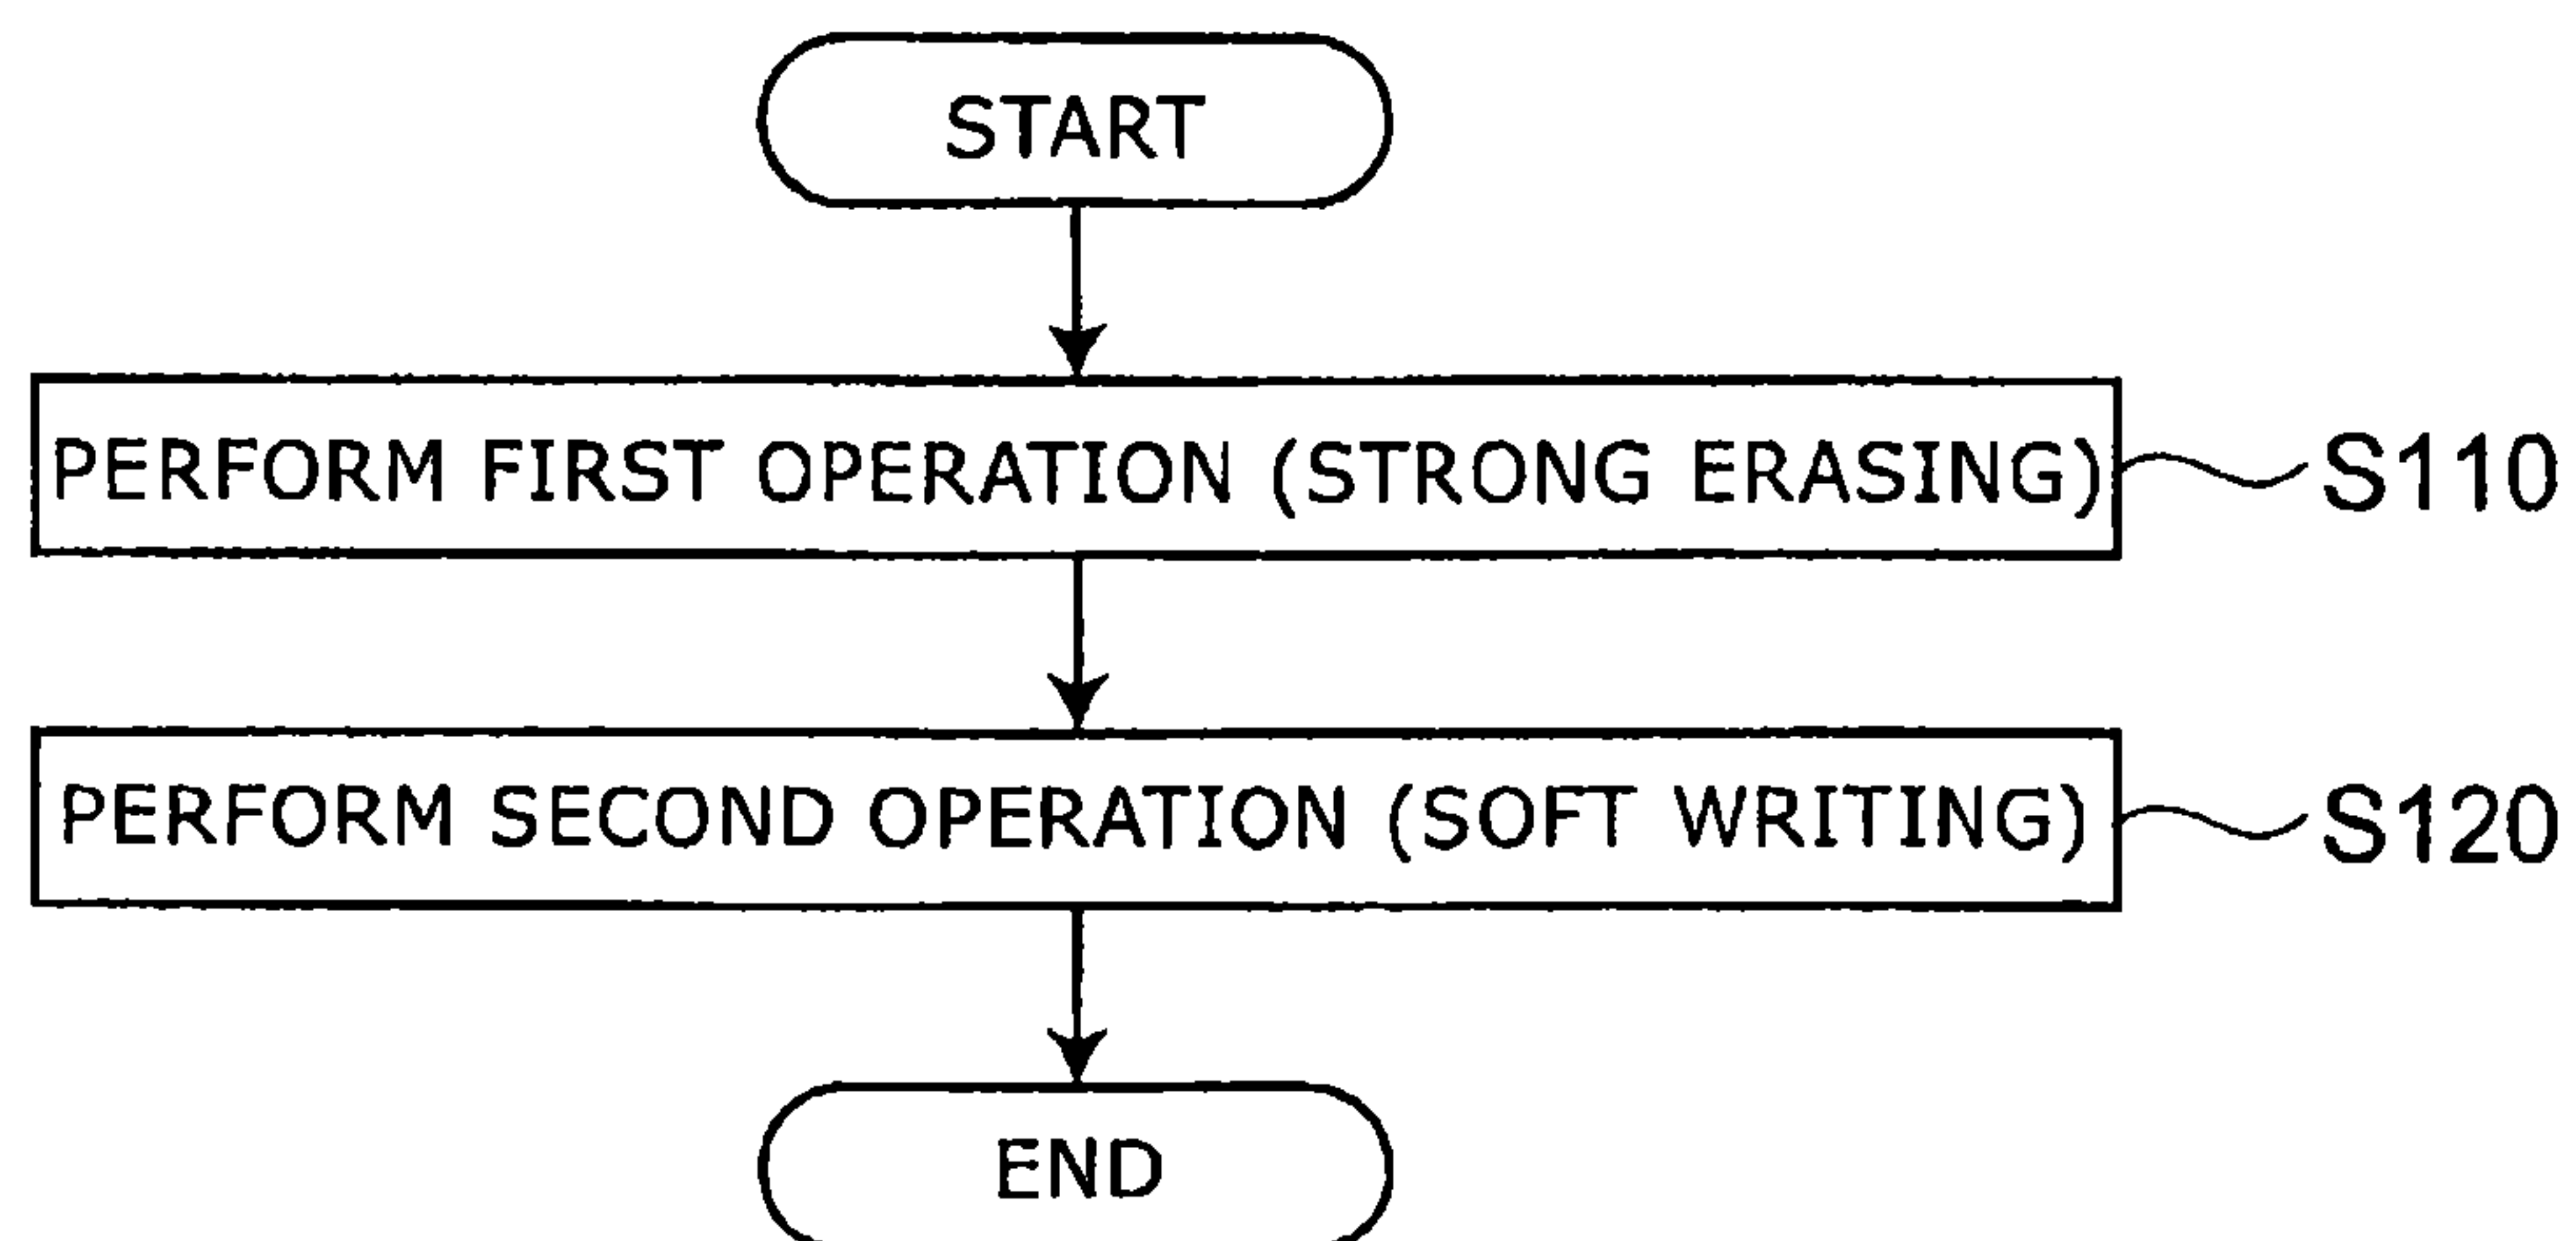 START
PERFORM FIRST OPERATION (STRONG ERASING) S110
PERFORM SECOND OPERATION (SOFT WRITING) S120
END